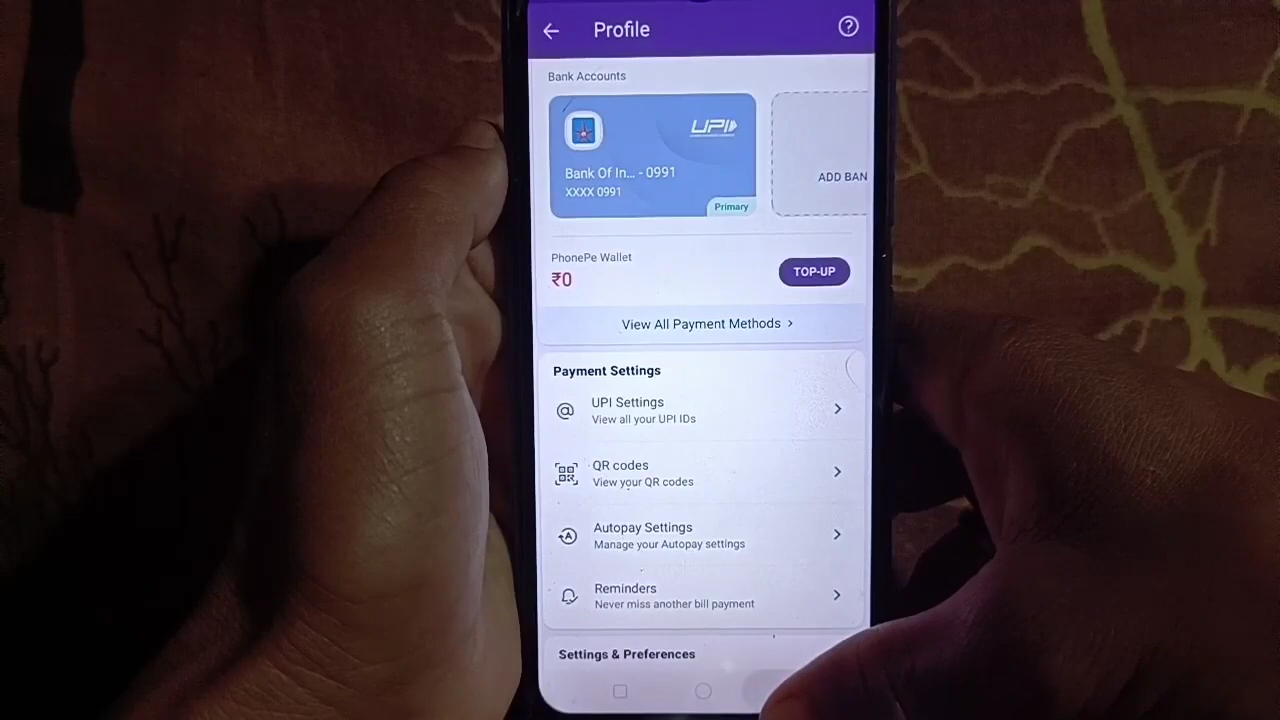 Profile
Bank Accounts
UPI
Bank Of In... - 0991
XXXX 0991
Primary
ADD BAN
PhonePe Wallet
₹0
TOP-UP
View All Payment Methods
Payment Settings
UPI Settings
View all your UPI IDs
QR codes
View your QR codes
Autopay Settings
Manage your Autopay settings
Reminders
Never miss another bill payment
Settings & Preferences